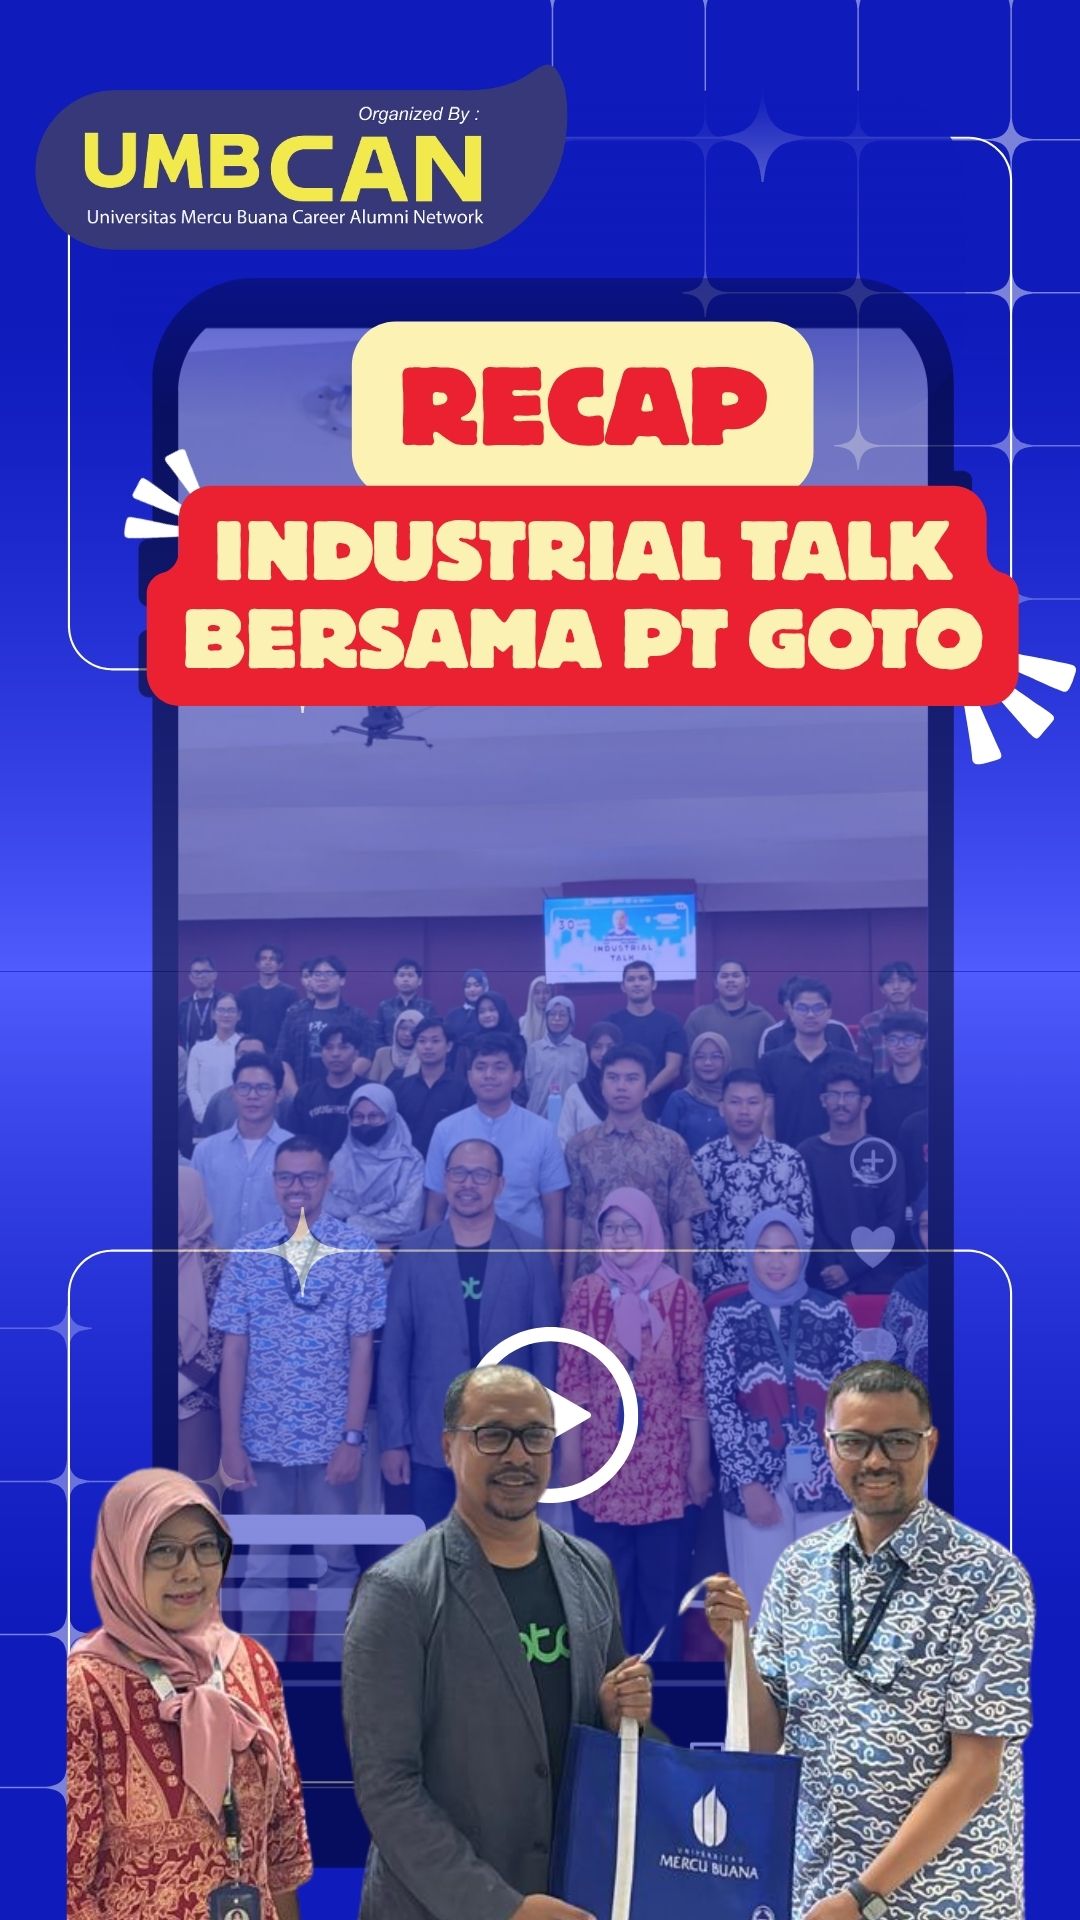 Organized By :
UMBCAN
Universitas Mercu Buana Career Alumni Network
RECAP
INDUSTRIAL TALK
BERSAMA PT GOTO
30
INDUSTRIAL
TALK
UNIVERSITAS
MERCU BUANA